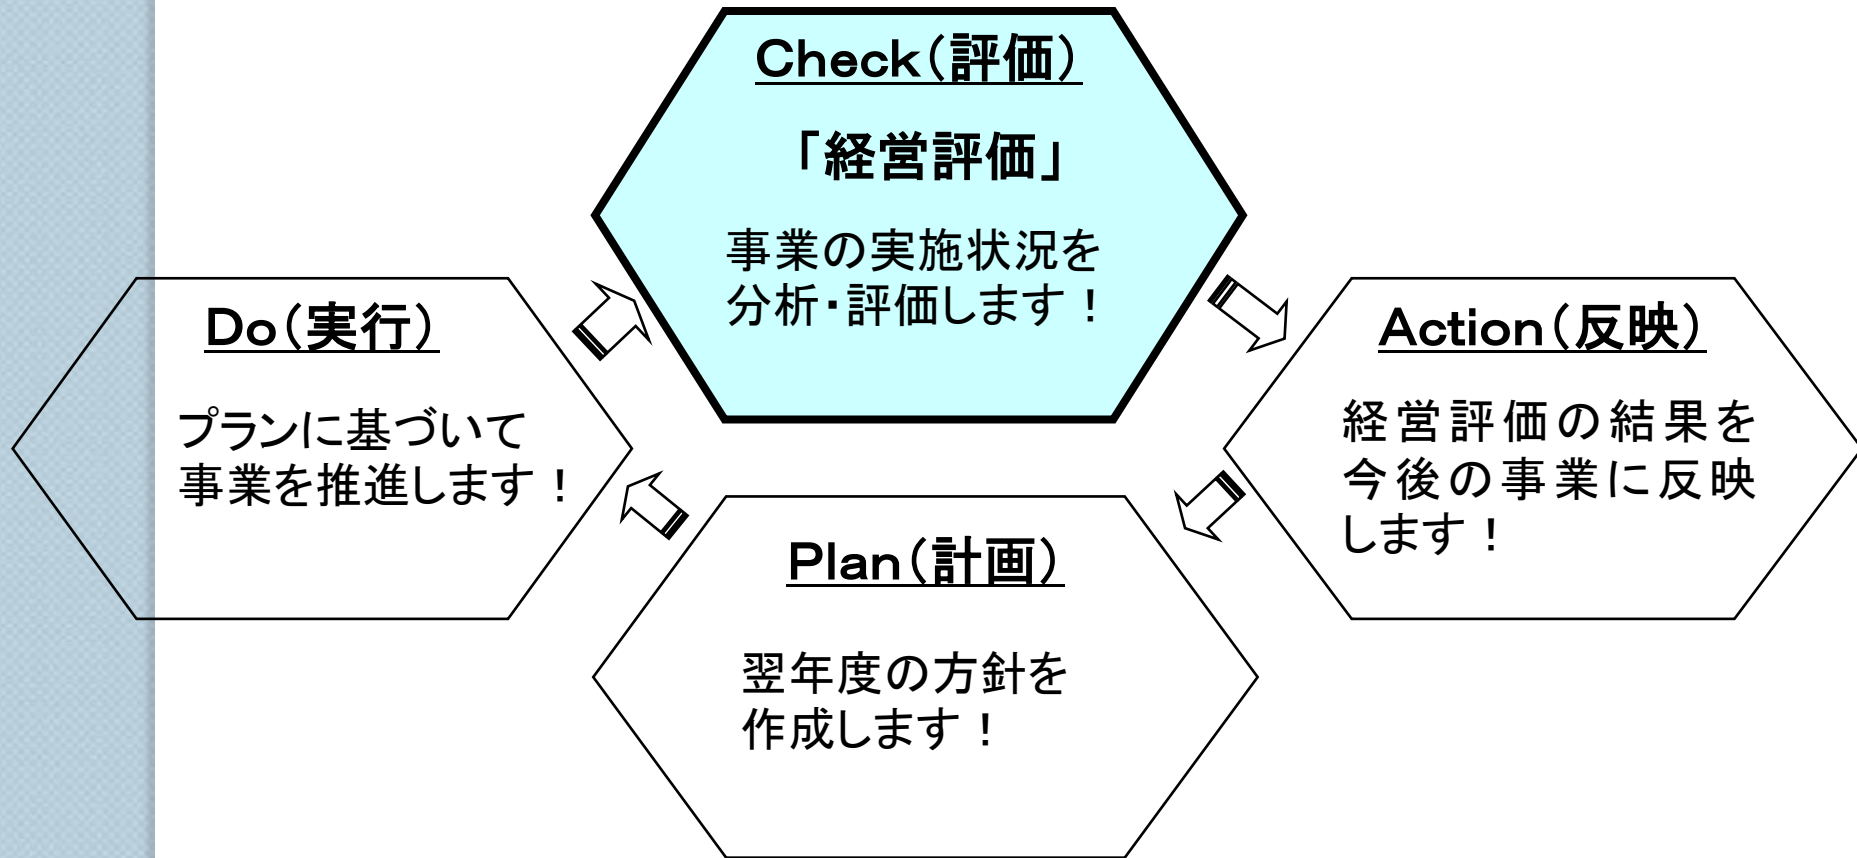 Check(評価)
「経営評価」
事業の実施状況を
分析・評価します！
Do(実行)
プランに基づいて
事業を推進します！
Action(反映)
経営評価の結果を
今後の事業に反映
します！
Plan(計画)
翌年度の方針を
作成します！